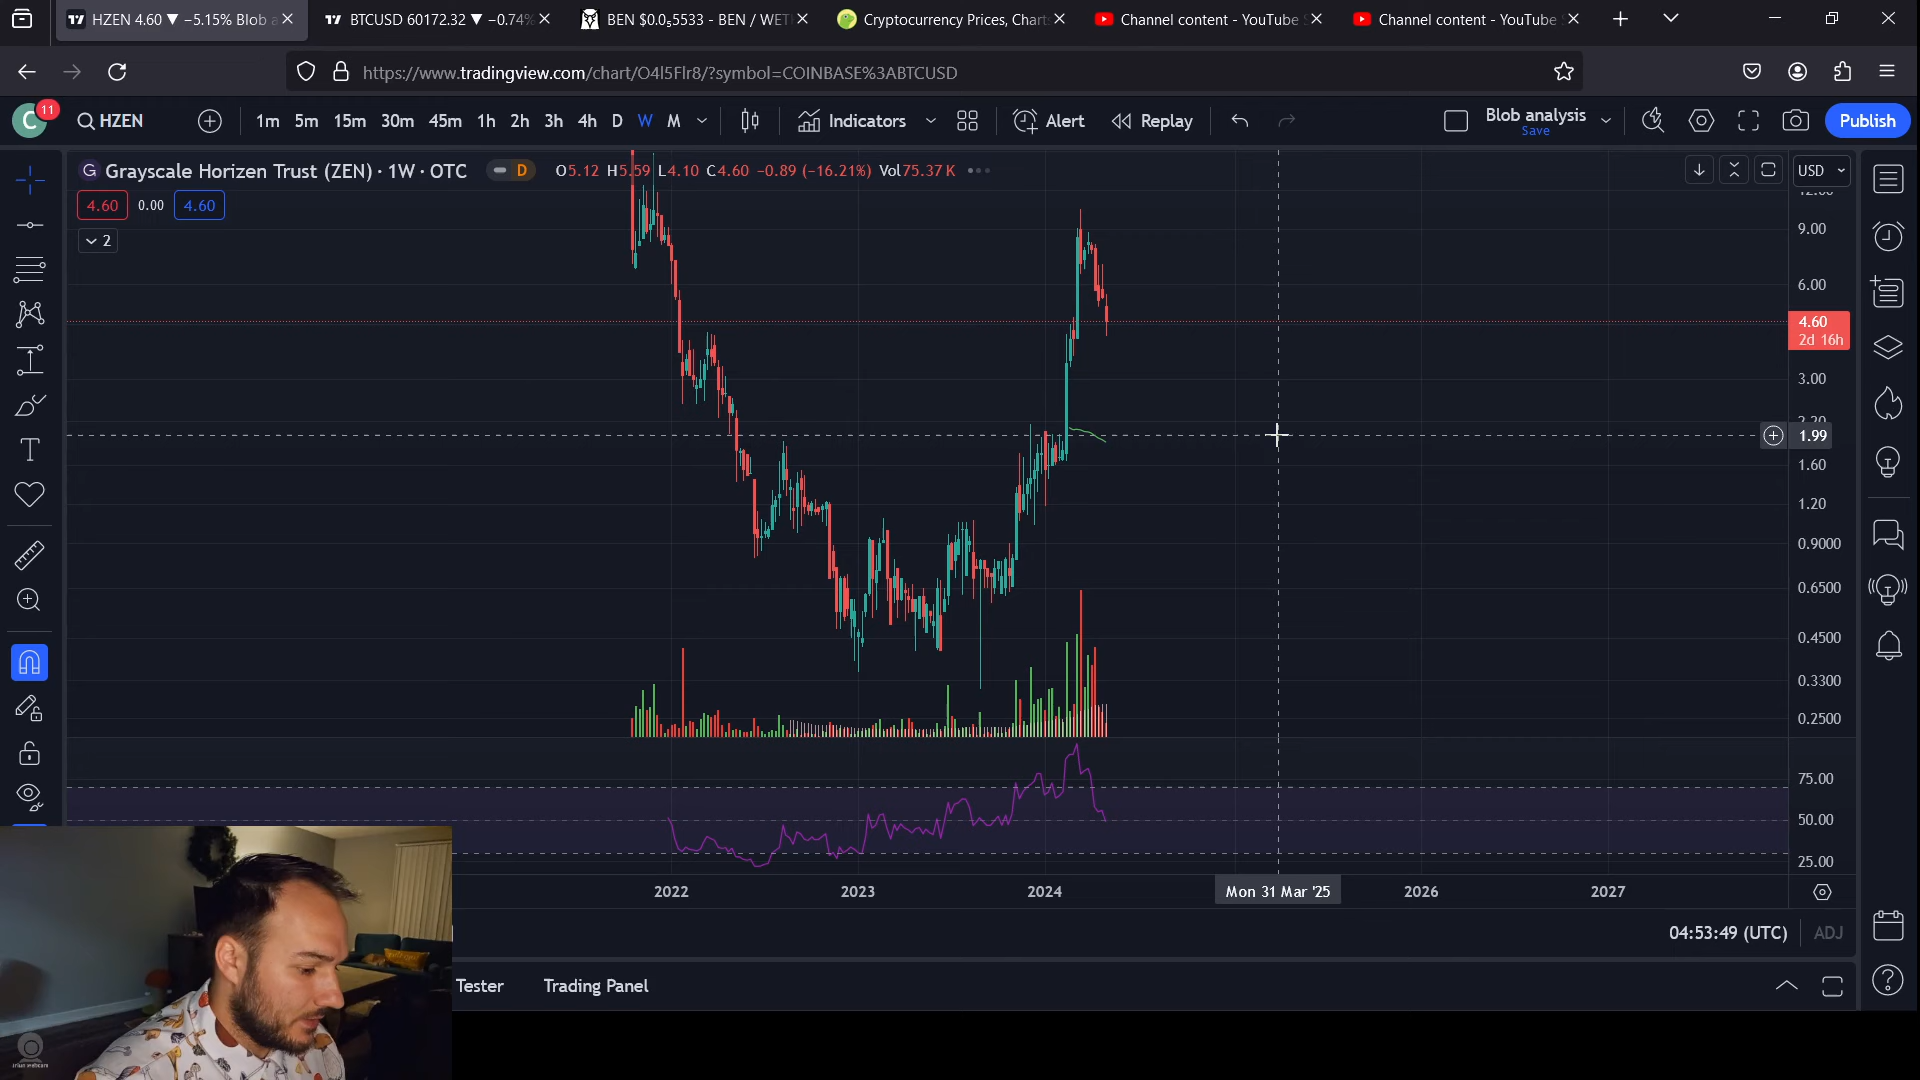 HZEN 4.60 ▼ −5.15% Blob a
BTCUSD 60172.32 ▼ −0.74%
BEN $0.0₅5533 - BEN / WET
Cryptocurrency Prices, Chart
Channel content - YouTube S
Channel content - YouTube S
https://www.tradingview.com/chart/O4l5Flr8/?symbol=COINBASE%3ABTCUSD
C 11
HZEN
1m 5m 15m 30m 45m 1h 2h 3h 4h D W M
Indicators
Alert
Replay
Blob analysis
Save
Publish
G Grayscale Horizen Trust (ZEN) · 1W · OTC
D
O5.12 H5.59 L4.10 C4.60 −0.89 (−16.21%) Vol75.37 K
USD
4.60 0.00 4.60
2
12.00
9.00
6.00
4.60
2d 16h
3.00
2.20
1.99
1.60
1.20
0.9000
0.6500
0.4500
0.3300
0.2500
75.00
50.00
25.00
2022 2023 2024 Mon 31 Mar '25 2026 2027
04:53:49 (UTC) ADJ
Tester Trading Panel